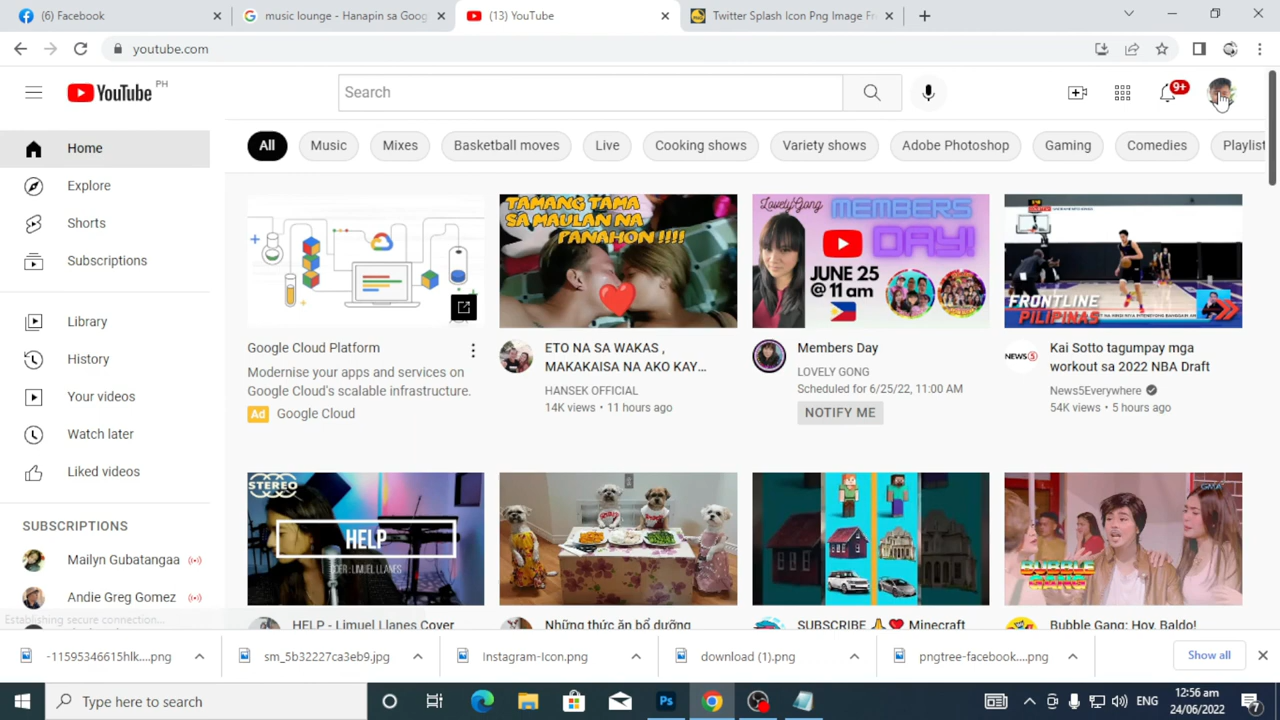 (6) Facebook
music lounge - Hanapin sa Goog
(13) YouTube
Twitter Splash Icon Png Image Fr
youtube.com
YouTube PH
Search
9+
All
Music
Mixes
Basketball moves
Live
Cooking shows
Variety shows
Adobe Photoshop
Gaming
Comedies
Playlist
Home
Explore
Shorts
Subscriptions
Library
History
Your videos
Watch later
Liked videos
SUBSCRIPTIONS
Mailyn Gubatangaa
Andie Greg Gomez
Establishing secure connection...
Google Cloud Platform
Modernise your apps and services on
Google Cloud's scalable infrastructure.
Ad Google Cloud
TAMANG TAMA
SA MAULAN NA
PANAHON !!!!
ETO NA SA WAKAS ,
MAKAKAISA NA AKO KAY...
HANSEK OFFICIAL
14K views • 11 hours ago
LovelyGong
MEMBERS
DAY!
JUNE 25
@ 11 am
Members Day
LOVELY GONG
Scheduled for 6/25/22, 11:00 AM
NOTIFY ME
FRONTLINE
PILIPINAS
NEWS5
Kai Sotto tagumpay mga
workout sa 2022 NBA Draft
News5Everywhere
54K views • 5 hours ago
STEREO
HELP
COVER: LIMUEL LLANES
HELP - Limuel Llanes Cover
Những thức ăn bổ dưỡng
SUBSCRIBE 🙏❤️ Minecraft
GMA
BUBBLE
GANG
Bubble Gang: Hoy, Baldo!
-11595346615hlk....png
sm_5b32227ca3eb9.jpg
Instagram-Icon.png
download (1).png
pngtree-facebook....png
Show all
Type here to search
Ps
ENG
12:56 am
24/06/2022
7